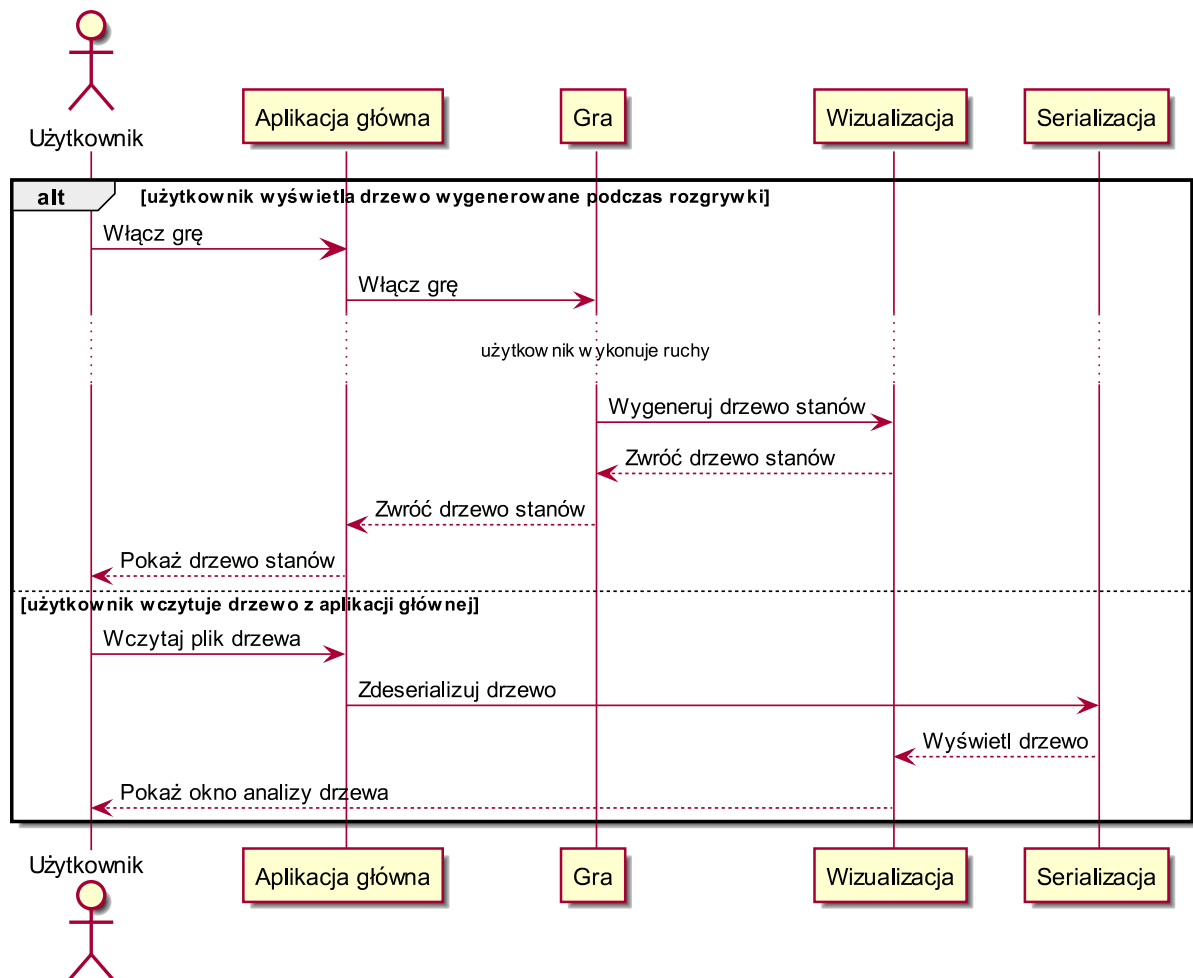 Użytkownik
Aplikacja główna
Gra
Wizualizacja
Serializacja
alt
[użytkownik wyświetla drzewo wygenerowane podczas rozgrywki]
Włącz grę
Włącz grę
użytkownik wykonuje ruchy
Wygeneruj drzewo stanów
Zwróć drzewo stanów
Zwróć drzewo stanów
Pokaż drzewo stanów
[użytkownik wczytuje drzewo z aplikacji głównej]
Wczytaj plik drzewa
Zdeserializuj drzewo
Wyświetl drzewo
Pokaż okno analizy drzewa
Użytkownik
Aplikacja główna
Gra
Wizualizacja
Serializacja